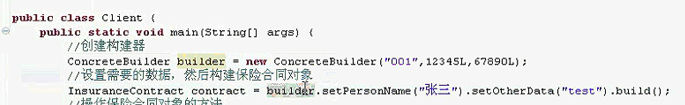 public class Client {
public static void main(String[] args) {
//创建构建器
ConcreteBuilder builder = new ConcreteBuilder("001",12345L,67890L);
//设置需要的数据，然后构建保险合同对象
InsuranceContract contract = builder.setPersonName("张三").setOtherData("test").build();
//操作保险合同对象的方法